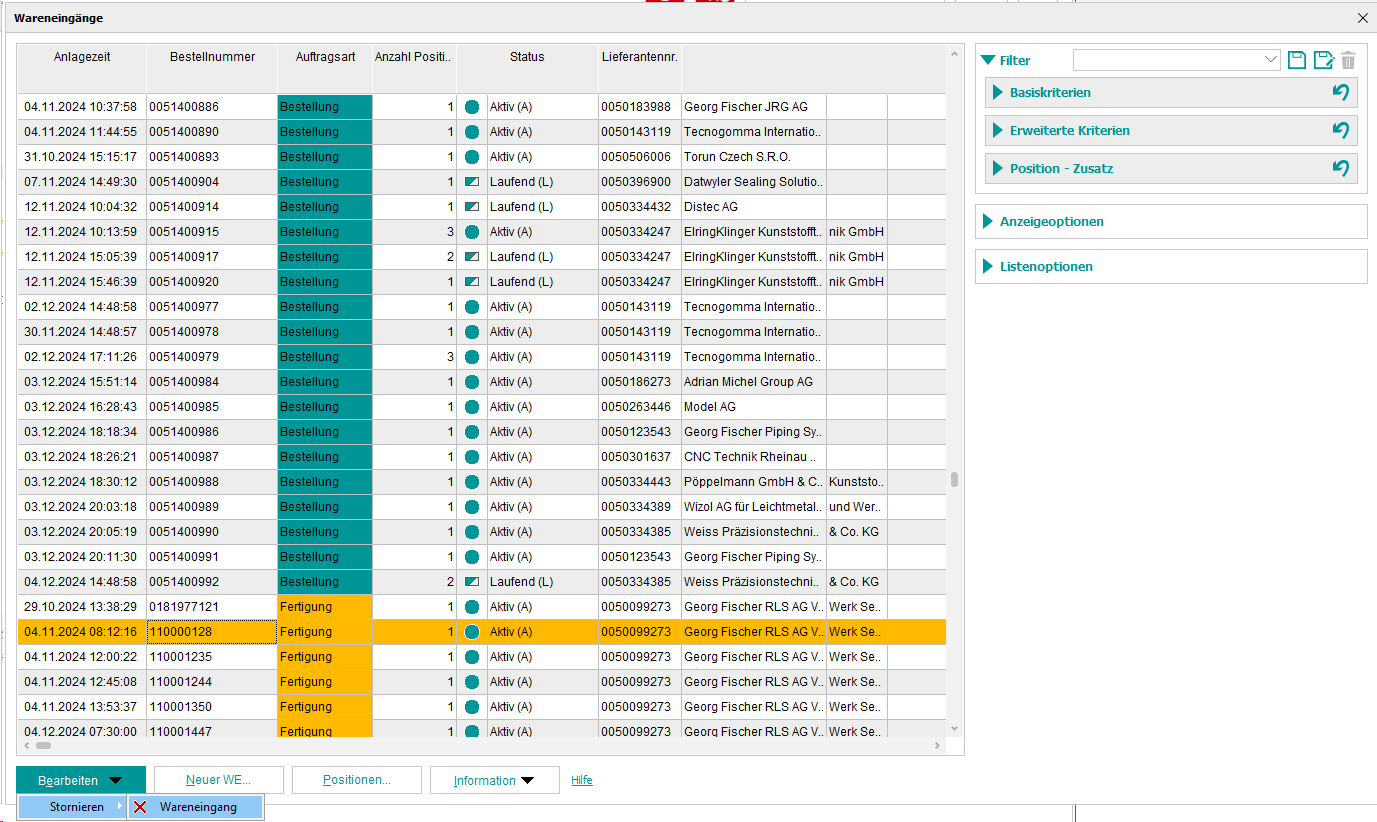 Wareneingänge
Anlagezeit Bestellnummer Auftragsart Anzahl Positi.. Status Lieferantennr.
04.11.2024 10:37:58 0051400886 Bestellung 1 Aktiv (A) 0050183988 Georg Fischer JRG AG
04.11.2024 11:44:55 0051400890 Bestellung 1 Aktiv (A) 0050143119 Tecnogomma Internatio..
31.10.2024 15:15:17 0051400893 Bestellung 1 Aktiv (A) 0050506006 Torun Czech S.R.O.
07.11.2024 14:49:30 0051400904 Bestellung 1 Laufend (L) 0050396900 Datwyler Sealing Solutio..
12.11.2024 10:04:32 0051400914 Bestellung 1 Laufend (L) 0050334432 Distec AG
12.11.2024 10:13:59 0051400915 Bestellung 3 Aktiv (A) 0050334247 ElringKlinger Kunststofft.. nik GmbH
12.11.2024 15:05:39 0051400917 Bestellung 2 Laufend (L) 0050334247 ElringKlinger Kunststofft.. nik GmbH
12.11.2024 15:46:39 0051400920 Bestellung 1 Laufend (L) 0050334247 ElringKlinger Kunststofft.. nik GmbH
02.12.2024 14:48:58 0051400977 Bestellung 1 Aktiv (A) 0050143119 Tecnogomma Internatio..
30.11.2024 14:48:57 0051400978 Bestellung 1 Aktiv (A) 0050143119 Tecnogomma Internatio..
02.12.2024 17:11:26 0051400979 Bestellung 3 Aktiv (A) 0050143119 Tecnogomma Internatio..
03.12.2024 15:51:14 0051400984 Bestellung 1 Aktiv (A) 0050186273 Adrian Michel Group AG
03.12.2024 16:28:43 0051400985 Bestellung 1 Aktiv (A) 0050263446 Model AG
03.12.2024 18:18:34 0051400986 Bestellung 1 Aktiv (A) 0050123543 Georg Fischer Piping Sy..
03.12.2024 18:26:21 0051400987 Bestellung 1 Aktiv (A) 0050301637 CNC Technik Rheinau ..
03.12.2024 18:30:12 0051400988 Bestellung 1 Aktiv (A) 0050334443 Pöppelmann GmbH & C.. Kunststo..
03.12.2024 20:03:18 0051400989 Bestellung 1 Aktiv (A) 0050334389 Wizol AG für Leichtmetal.. und Wer..
03.12.2024 20:05:19 0051400990 Bestellung 1 Aktiv (A) 0050334385 Weiss Präzisionstechni.. & Co. KG
03.12.2024 20:11:30 0051400991 Bestellung 1 Aktiv (A) 0050123543 Georg Fischer Piping Sy..
04.12.2024 14:48:58 0051400992 Bestellung 2 Laufend (L) 0050334385 Weiss Präzisionstechni.. & Co. KG
29.10.2024 13:38:29 0181977121 Fertigung 1 Aktiv (A) 0050099273 Georg Fischer RLS AG V.. Werk Se..
04.11.2024 08:12:16 110000128 Fertigung 1 Aktiv (A) 0050099273 Georg Fischer RLS AG V.. Werk Se..
04.11.2024 12:00:22 110001235 Fertigung 1 Aktiv (A) 0050099273 Georg Fischer RLS AG V.. Werk Se..
04.11.2024 12:45:08 110001244 Fertigung 1 Aktiv (A) 0050099273 Georg Fischer RLS AG V.. Werk Se..
04.11.2024 13:53:37 110001350 Fertigung 1 Aktiv (A) 0050099273 Georg Fischer RLS AG V.. Werk Se..
04.12.2024 07:30:00 110001447 Fertigung 1 Aktiv (A) 0050099273 Georg Fischer RLS AG V.. Werk Se..
Filter
Basiskriterien
Erweiterte Kriterien
Position - Zusatz
Anzeigeoptionen
Listenoptionen
Bearbeiten Neuer WE... Positionen... Information Hilfe
Stornieren Wareneingang